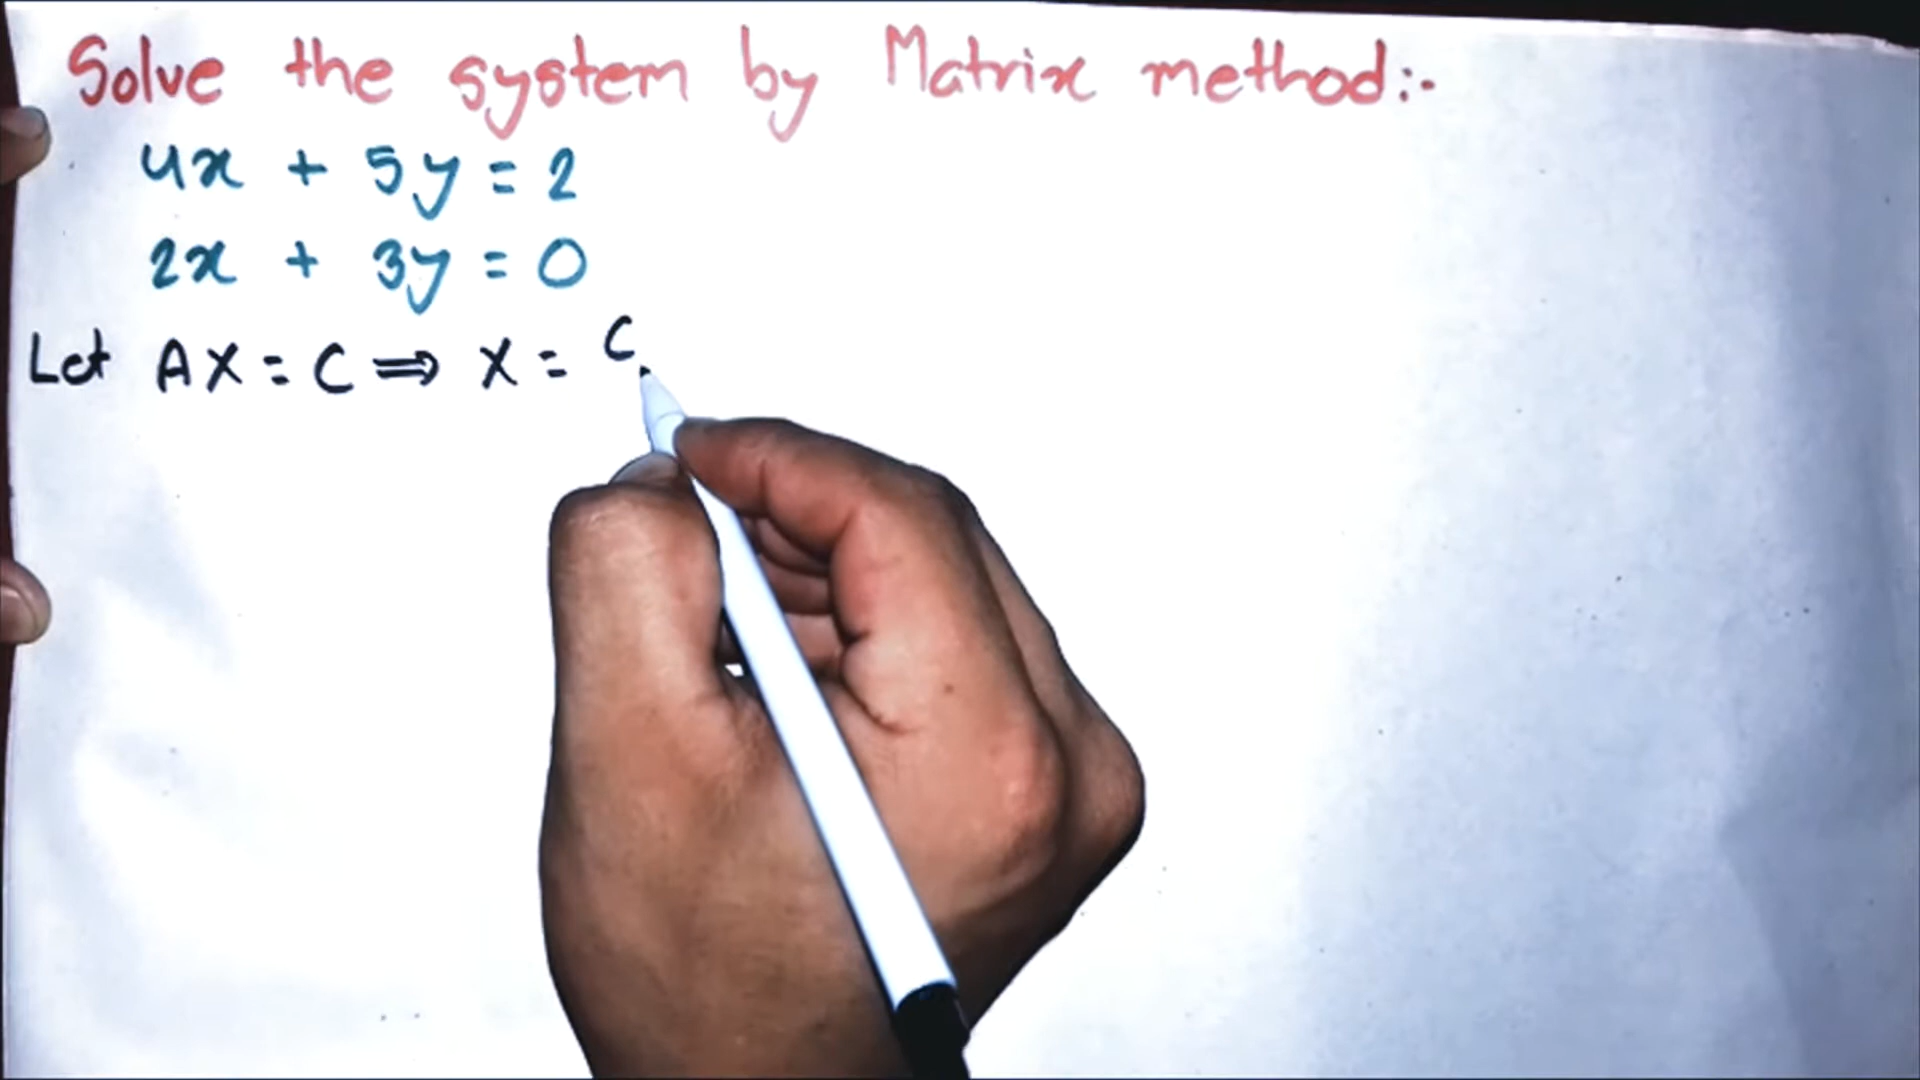 Solve the system by Matrix method:-
4x + 5y = 2
2x + 3y = 0
Let AX = C ⟹ X = C